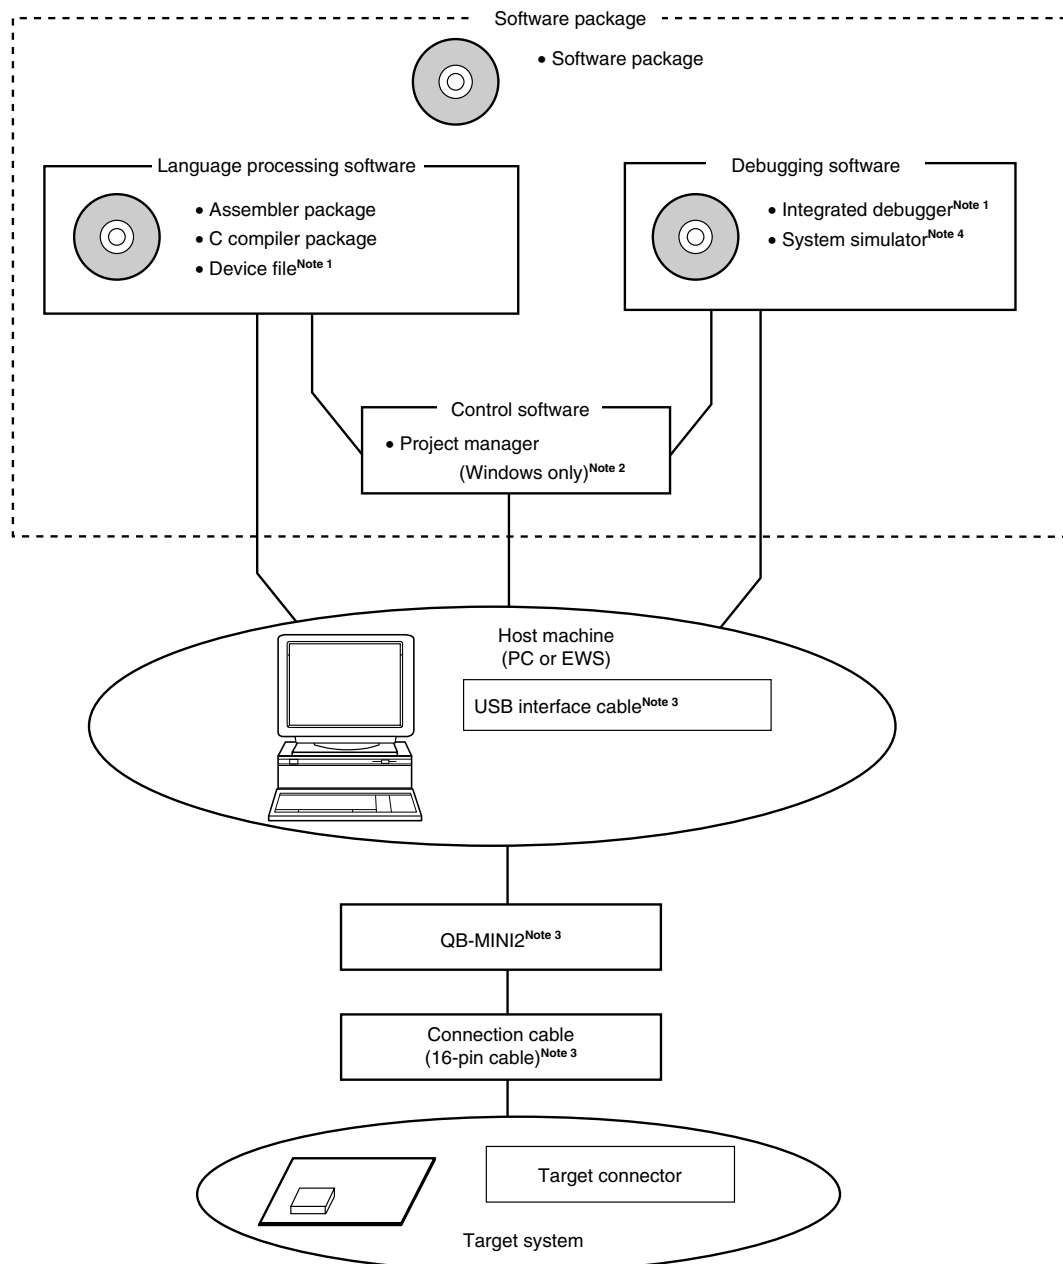 Software package
• Software package
Language processing software
• Assembler package
• C compiler package
• Device fileNote 1
Debugging software
• Integrated debuggerNote 1
• System simulatorNote 4
Control software
• Project manager
(Windows only)Note 2
Host machine
(PC or EWS)
USB interface cableNote 3
QB-MINI2Note 3
Connection cable
(16-pin cable)Note 3
Target connector
Target system